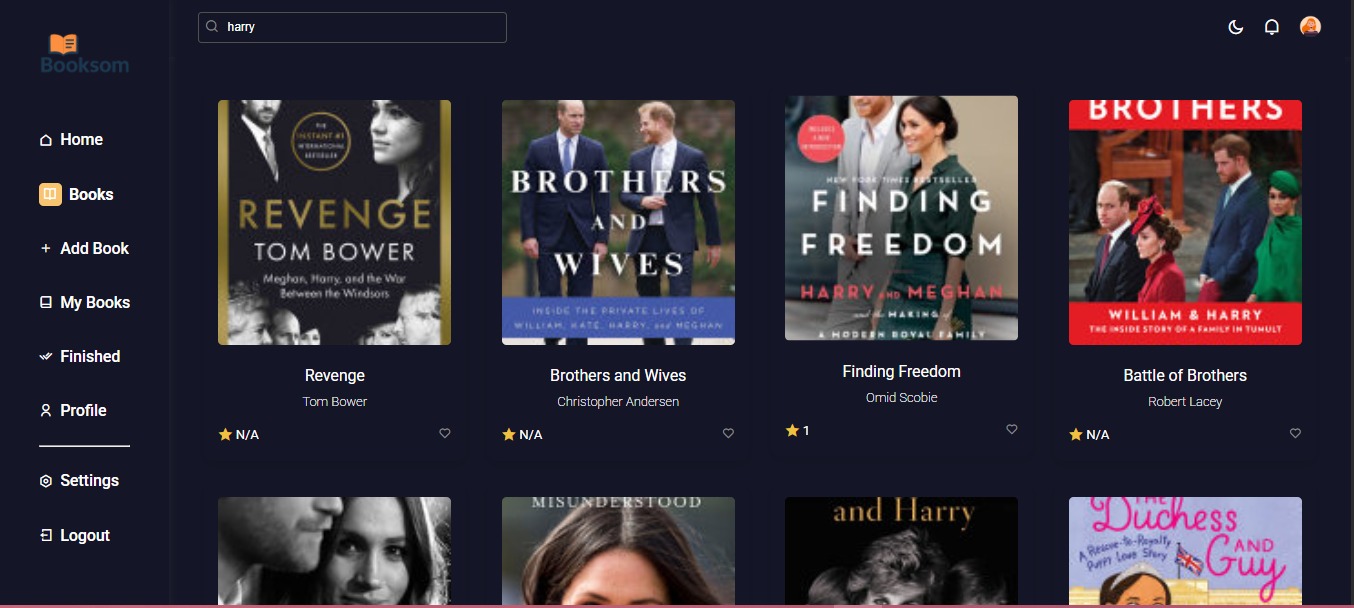 harry
Booksom
Home
Books
Add Book
My Books
Finished
Profile
Settings
Logout
THE
INSTANT #1
INTERNATIONAL
BESTSELLER
REVENGE
TOM BOWER
Meghan, Harry, and the War
Between the Windsors
Revenge
Tom Bower
N/A
BROTHERS
AND
WIVES
INSIDE THE PRIVATE LIVES OF
WILLIAM, KATE, HARRY, and MEGHAN
Brothers and Wives
Christopher Andersen
N/A
INCLUDES
A NEW
INTRODUCTION
NEW YORK TIMES BESTSELLER
FINDING
FREEDOM
HARRY AND MEGHAN
and the MAKING of
A MODERN ROYAL FAMILY
Finding Freedom
Omid Scobie
1
BROTHERS
WILLIAM & HARRY
THE INSIDE STORY OF A FAMILY IN TUMULT
Battle of Brothers
Robert Lacey
N/A
MISUNDERSTOOD
and Harry
THE
Duchess
AND
Guy
A Rescue-to-Royalty
Puppy Love Story